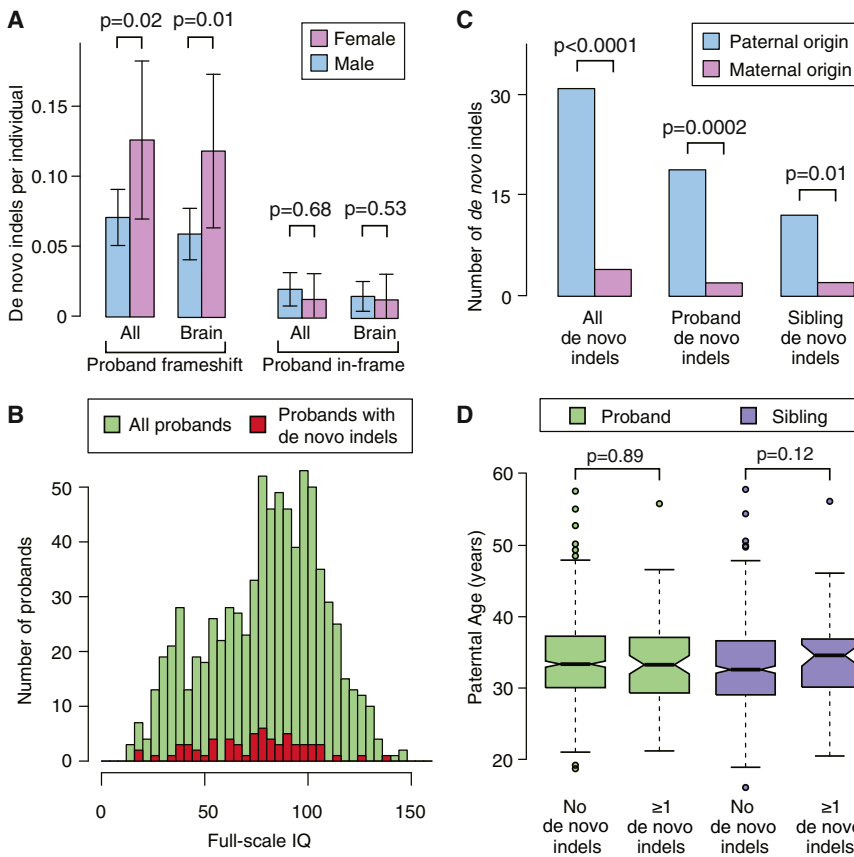 A
p=0.02 p=0.01
Female
Male
De novo indels per individual
0.15
0.10
0.05
0
p=0.68 p=0.53
All Brain All Brain
Proband frameshift Proband in-frame
B
All probands
Probands with
de novo indels
Number of probands
50
40
30
20
10
0
0 50 100 150
Full-scale IQ
C
Paternal origin
Maternal origin
p<0.0001
p=0.0002
p=0.01
Number of de novo indels
30
15
0
All
de novo
indels
Proband
de novo
indels
Sibling
de novo
indels
D
Proband Sibling
p=0.89 p=0.12
Paterntal Age (years)
60
50
40
30
20
No
de novo
indels
≥1
de novo
indels
No
de novo
indels
≥1
de novo
indels